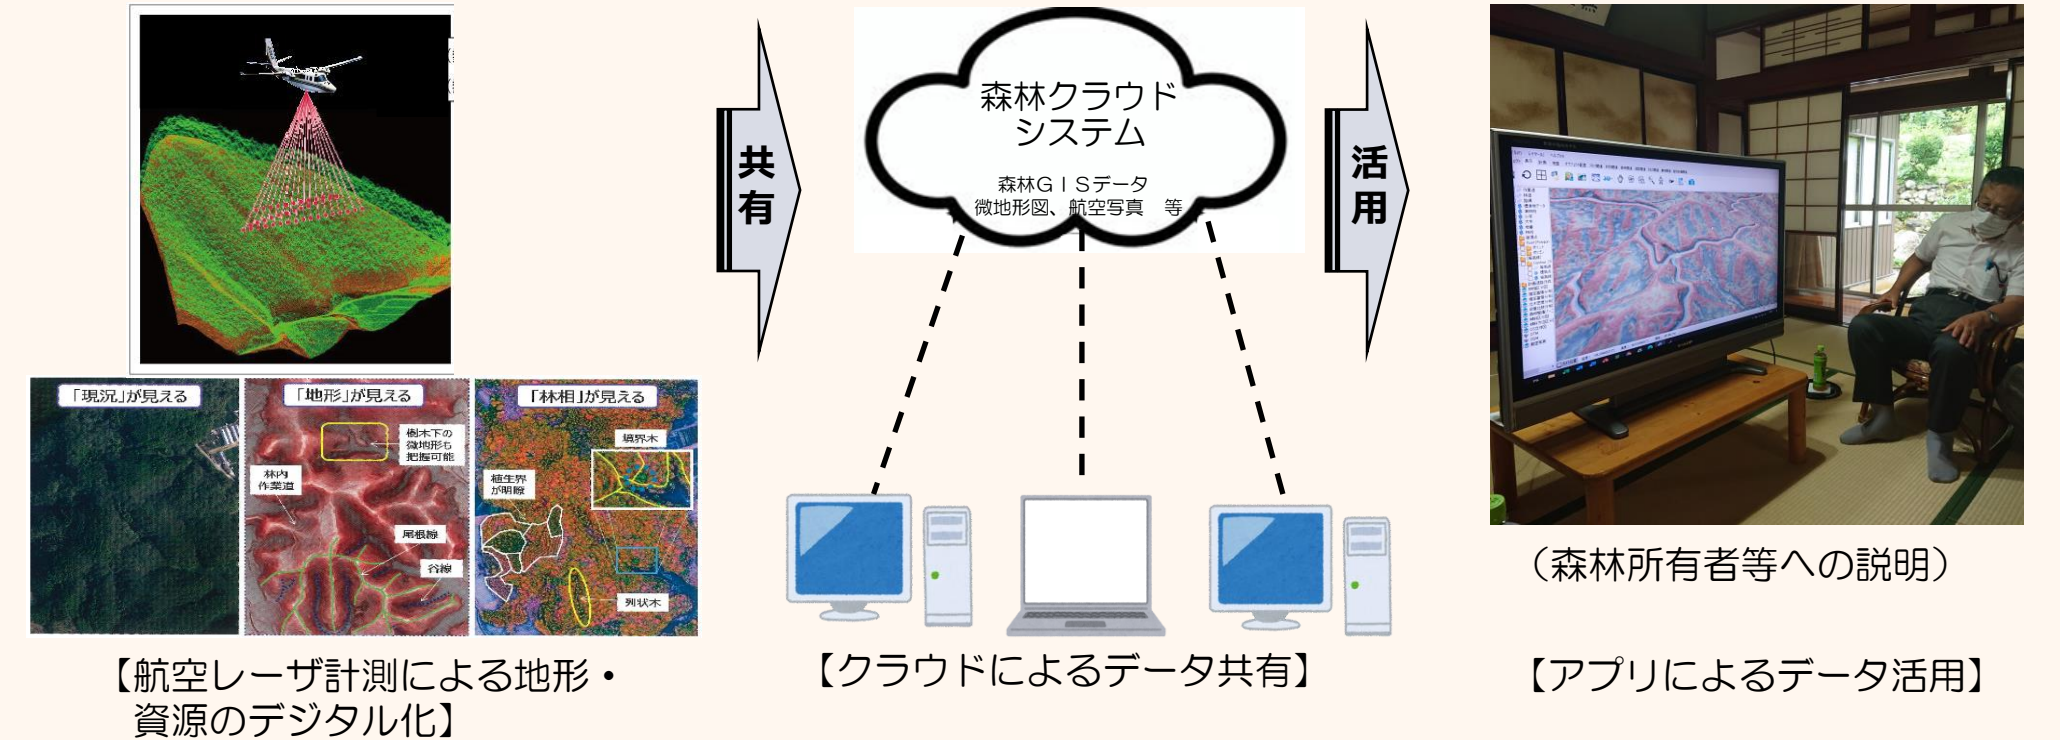 「現況」が見える
「地形」が見える
樹木下の
微地形も
把握可能
林内
作業道
尾根線
谷線
「林相」が見える
境界木
植生界
が明瞭
列状木
【航空レーザ計測による地形・
資源のデジタル化】
共
有
森林クラウド
システム
森林GISデータ
微地形図、航空写真　等
【クラウドによるデータ共有】
活
用
（森林所有者等への説明）
【アプリによるデータ活用】